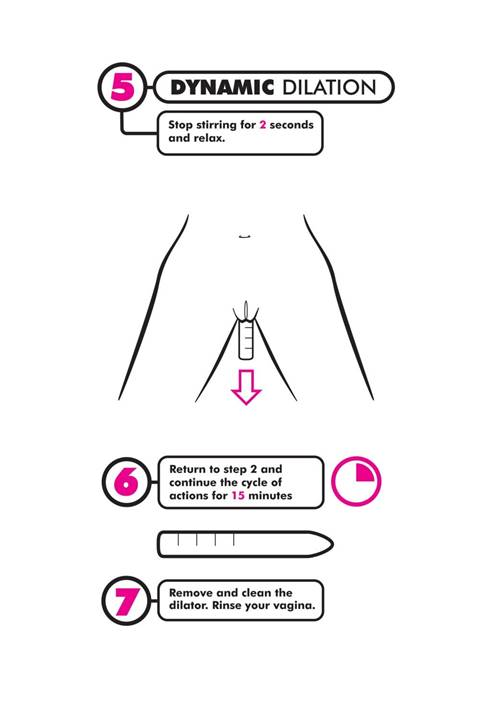 5 DYNAMIC DILATION
Stop stirring for 2 seconds
and relax.
6 Return to step 2 and
continue the cycle of
actions for 15 minutes
7 Remove and clean the
dilator. Rinse your vagina.